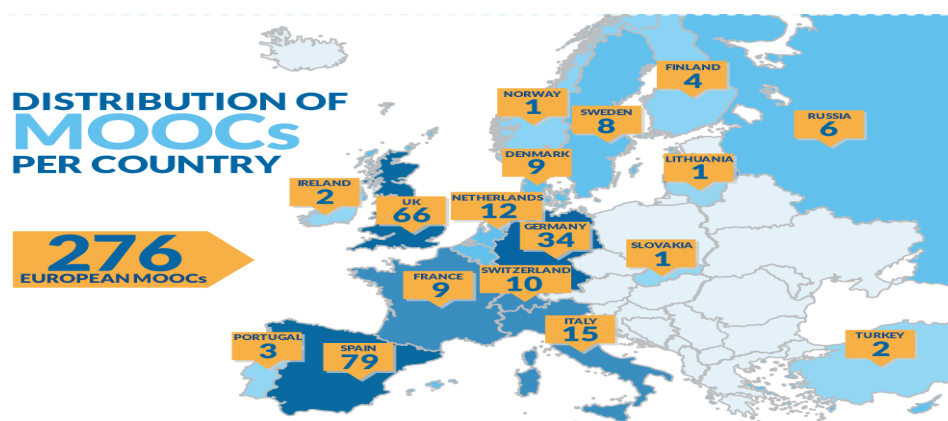 DISTRIBUTION OF
MOOCs
PER COUNTRY
276
EUROPEAN MOOCs
FINLAND
4
NORWAY
1
SWEDEN
8
RUSSIA
6
DENMARK
9
LITHUANIA
1
IRELAND
2
UK
66
NETHERLANDS
12
GERMANY
34
SLOVAKIA
1
FRANCE
9
SWITZERLAND
10
ITALY
15
PORTUGAL
3
SPAIN
79
TURKEY
2